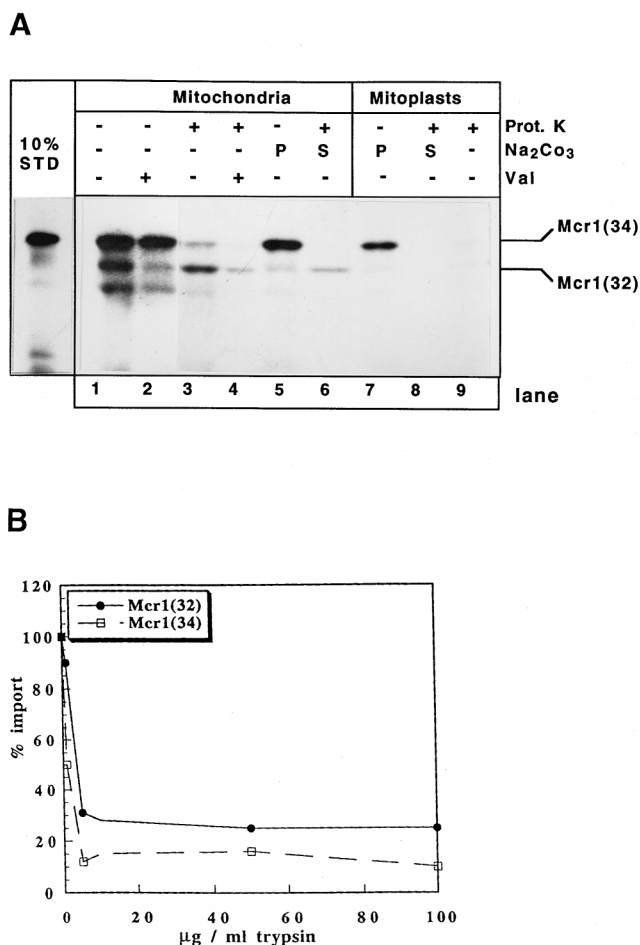 A
Mitochondria Mitoplasts
10% STD
- - + + - + - + + Prot. K
- - - - P S P S - Na2Co3
- + - + - - - - - Val
Mcr1(34)
Mcr1(32)
1 2 3 4 5 6 7 8 9 lane
B
120
100
80
60
40
20
0
% import
Mcr1(32)
Mcr1(34)
0 20 40 60 80 100
µg / ml trypsin